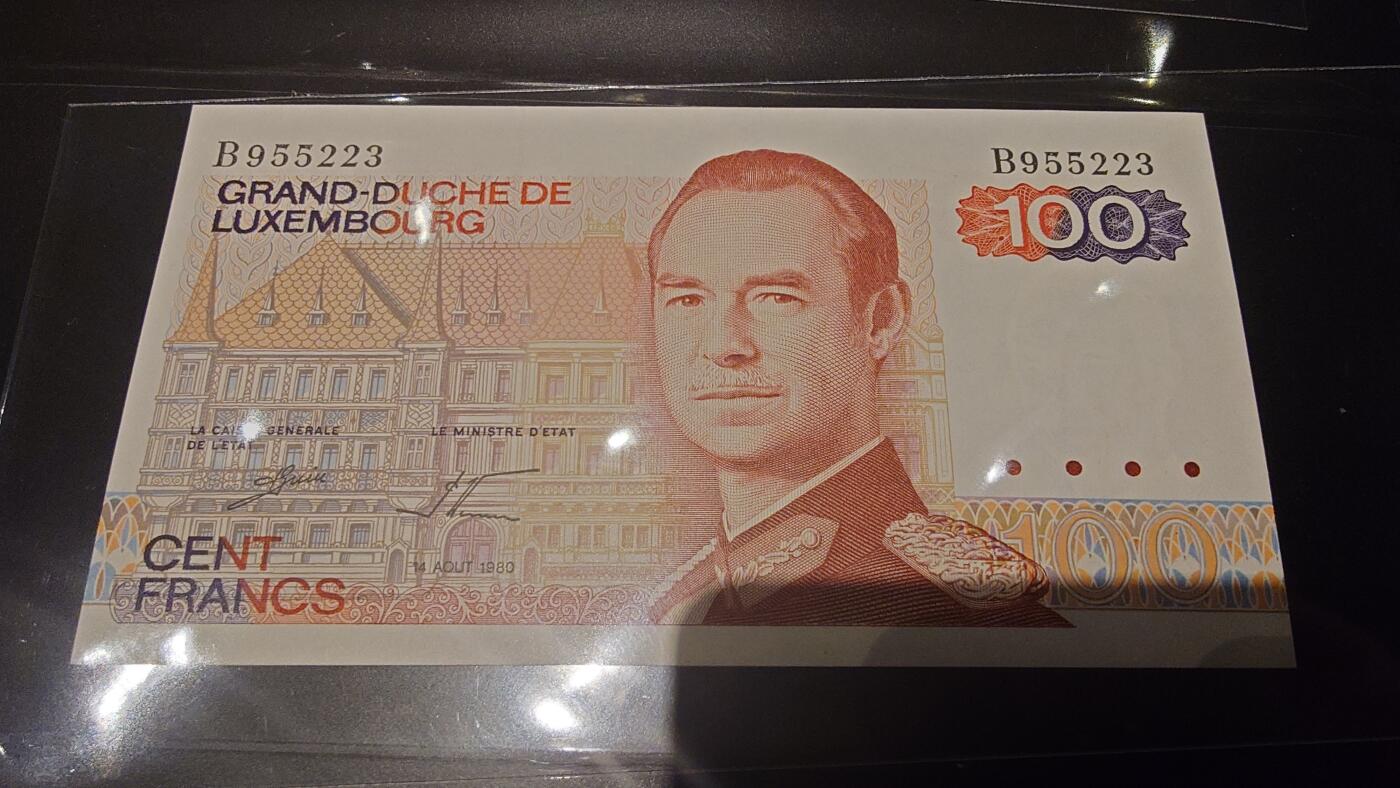 B955223
B955223
GRAND-DUCHE DE
LUXEMBOURG
100
LA CAISSE GENERALE
DE L'ETAT
LE MINISTRE D'ETAT
14 AOUT 1980
CENT
FRANCS
100